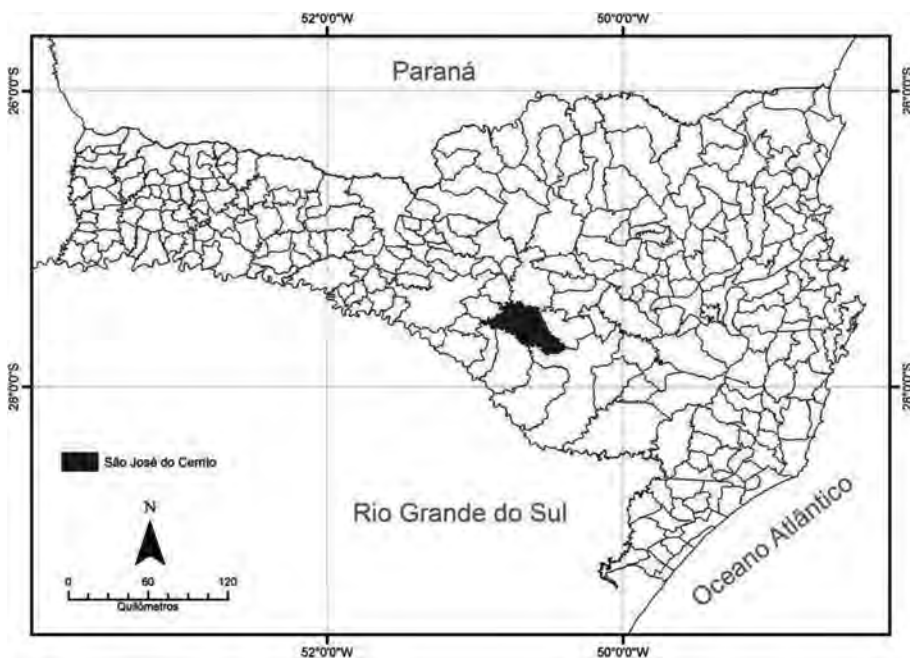 52°0'0"W
50°0'0"W
Paraná
26°0'0"S
26°0'0"S
28°0'0"S
28°0'0"S
São José do Cerrito
N
Rio Grande do Sul
Oceano Atlântico
0 60 120
Quilômetros
52°0'0"W
50°0'0"W